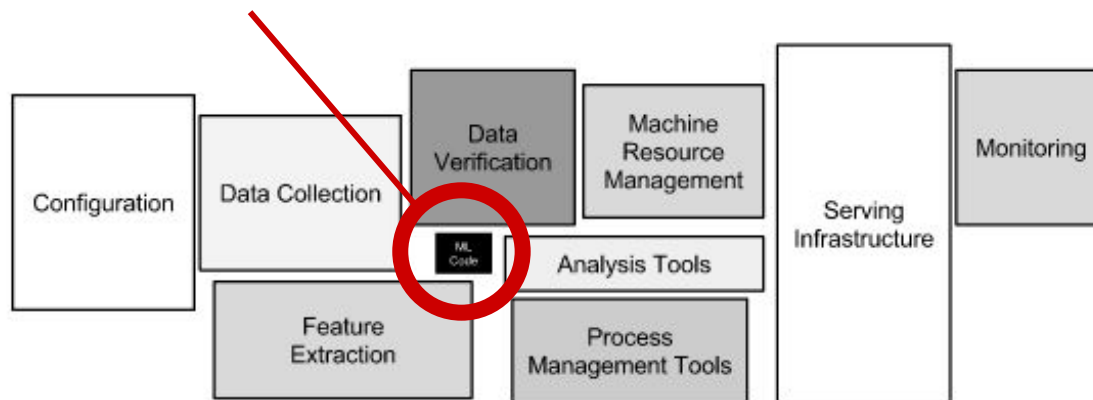 Configuration
Data Collection
Data
Verification
Machine
Resource
Management
Serving
Infrastructure
Monitoring
ML
Code
Analysis Tools
Feature
Extraction
Process
Management Tools